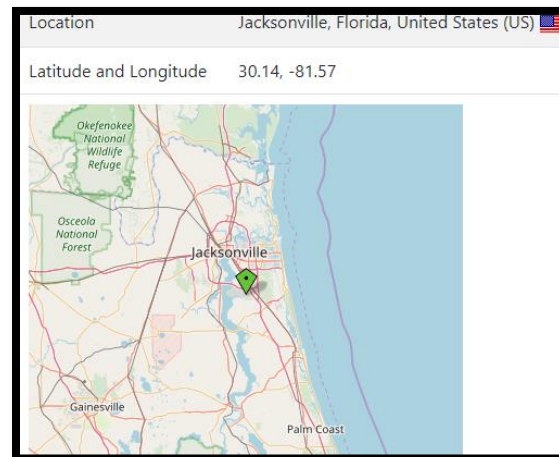 Location Jacksonville, Florida, United States (US)
Latitude and Longitude 30.14, -81.57
Okefenokee
National
Wildlife
Refuge
Osceola
National
Forest
Jacksonville
Gainesville
Palm Coast